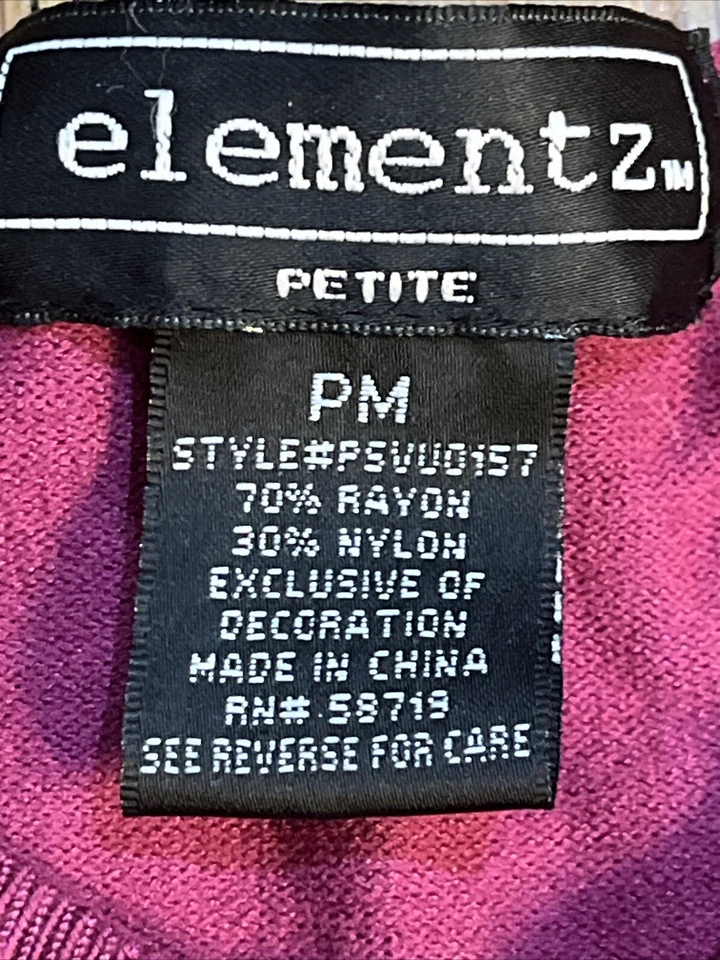 elementz™
PETITE
PM
STYLE#PSVU0157
70% RAYON
30% NYLON
EXCLUSIVE OF
DECORATION
MADE IN CHINA
RN# 58719
SEE REVERSE FOR CARE